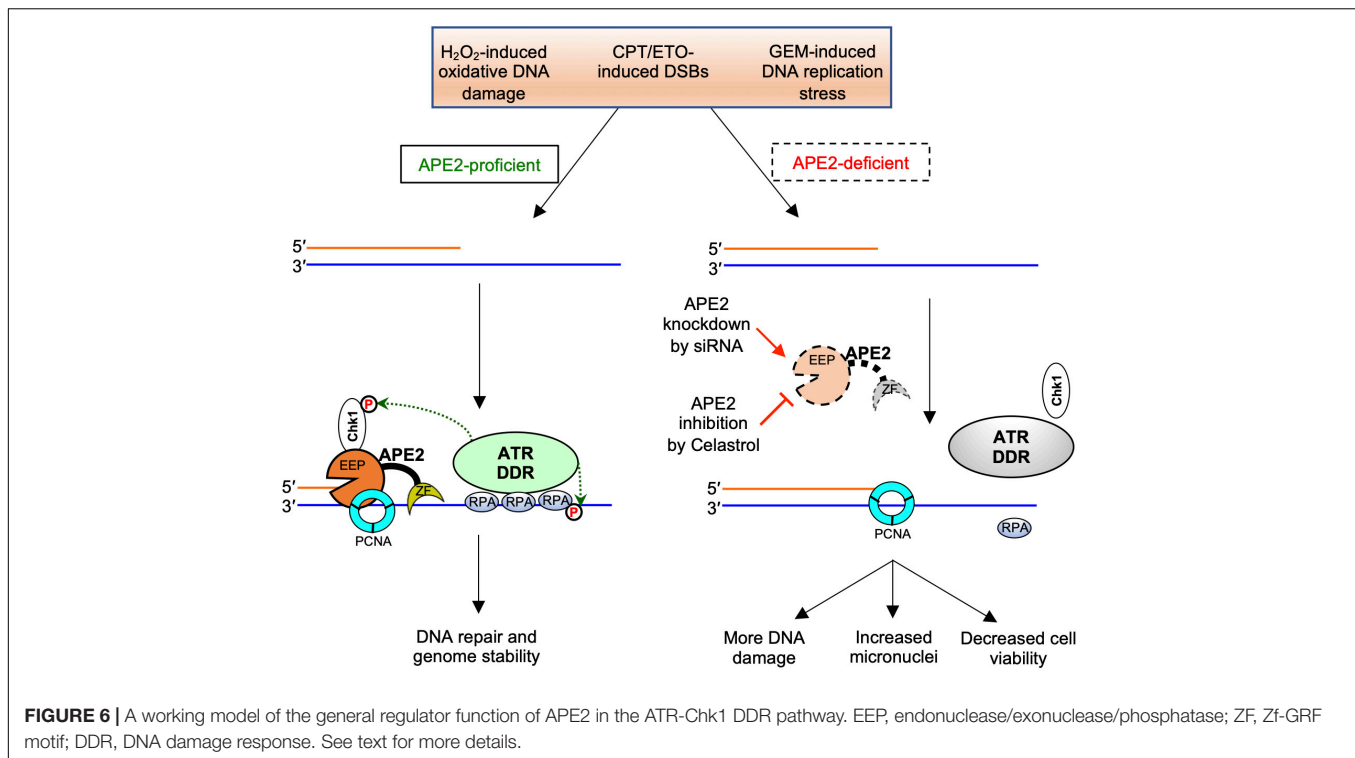 H₂O₂-induced
oxidative DNA
damage
CPT/ETO-
induced DSBs
GEM-induced
DNA replication
stress
APE2-proficient
APE2-deficient
5′
3′
5′
3′
APE2
knockdown
by siRNA
APE2
inhibition
by Celastrol
EEP
APE2
ZF
Chk1
ATR
DDR
P
Chk1
EEP
APE2
ZF
ATR
DDR
RPA
RPA
RPA
P
5′
3′
PCNA
5′
3′
PCNA
RPA
DNA repair and
genome stability
More DNA
damage
Increased
micronuclei
Decreased cell
viability
FIGURE 6 | A working model of the general regulator function of APE2 in the ATR-Chk1 DDR pathway. EEP, endonuclease/exonuclease/phosphatase; ZF, Zf-GRF
motif; DDR, DNA damage response. See text for more details.